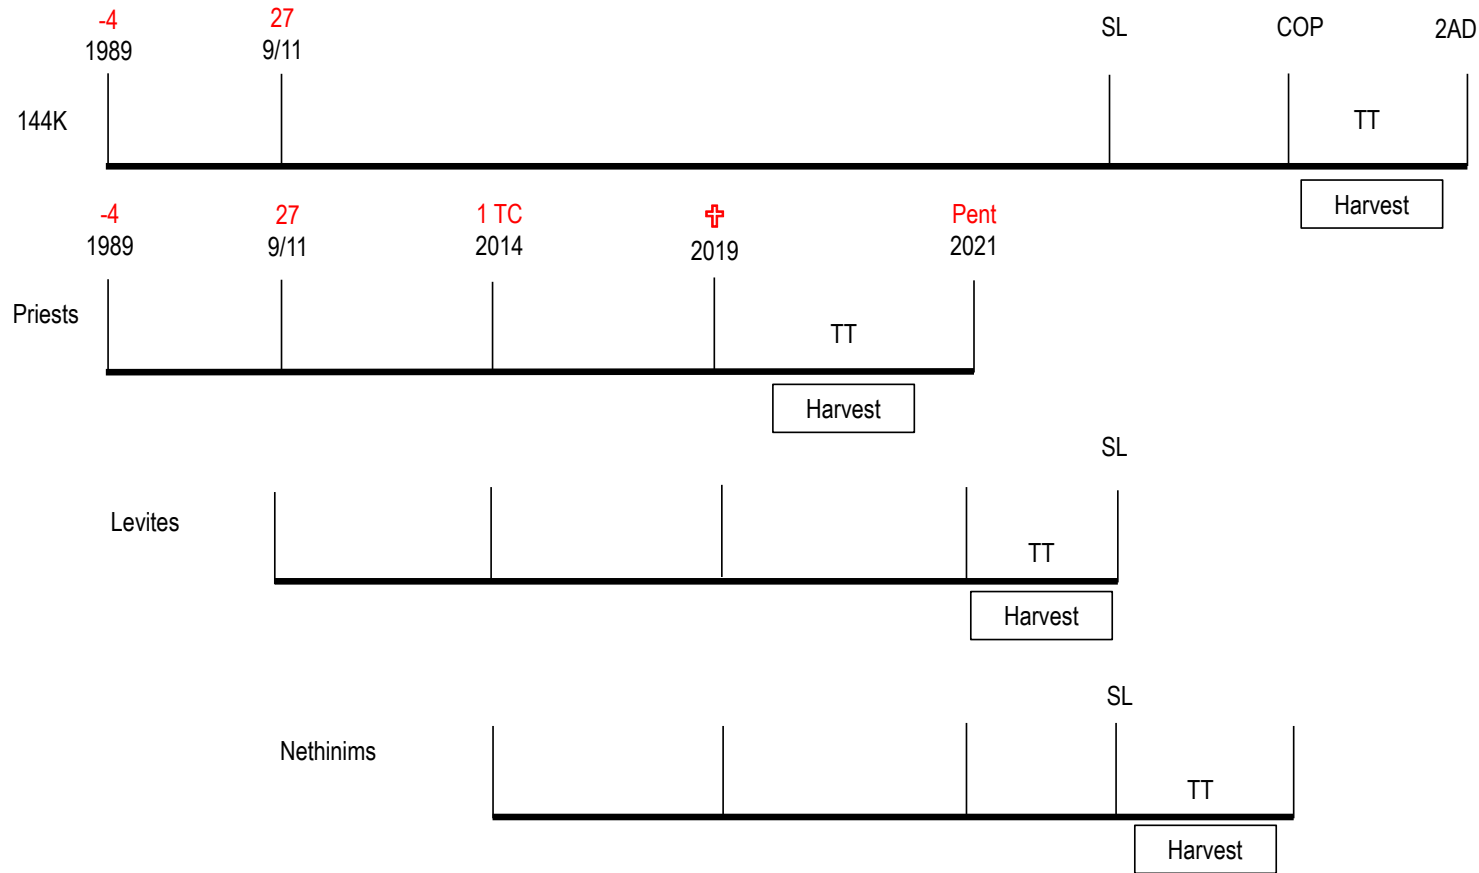 -4 27 SL COP 2AD
1989 9/11
144K TT
Harvest
-4 27 1 TC ✞ Pent
1989 9/11 2014 2019 2021
Priests TT
Harvest
SL
Levites TT
Harvest
SL
Nethinims TT
Harvest